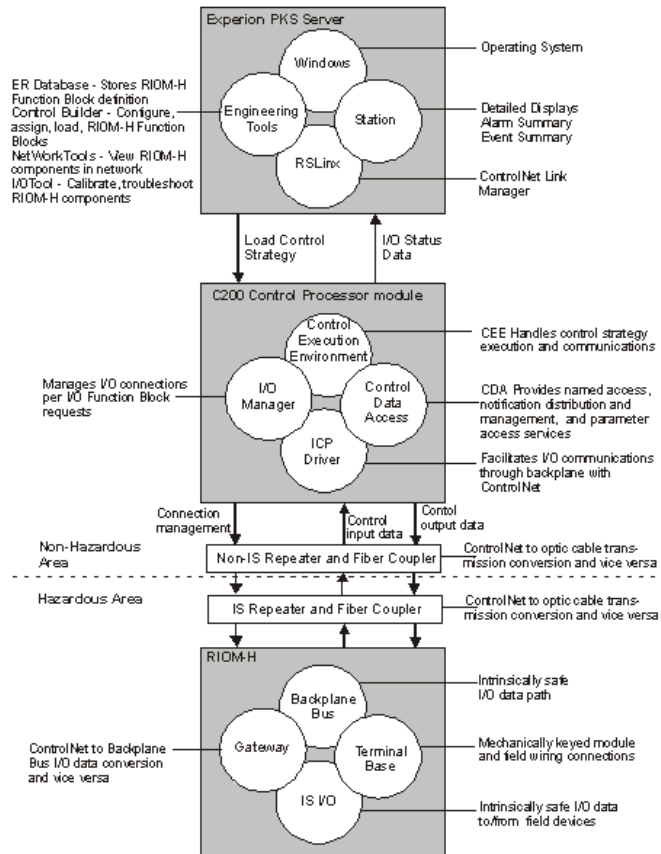 Experion PKS Server
Windows
Operating System
ER Database - Stores RIOM-H
Function Block definition
Control Builder - Configure,
assign, load, RIOM-H Function
Blocks
NetWorkTools - View RIOM-H
components in network
I/OTool - Calibrate, troubleshoot
RIOM-H components
Engineering
Tools
Station
Detailed Displays
Alarm Summary
Event Summary
RSLinx
ControlNet Link
Manager
Load Control
Strategy
I/O Status
Data
C200 Control Processor module
Control
Execution
Environment
CEE Handles control strategy
execution and communications
Manages I/O connections
per I/O Function Block
requests
I/O
Manager
Control
Data
Access
CDA Provides named access,
notification distribution and
management, and parameter
access services
ICP
Driver
Facilitates I/O communications
through backplane with
ControlNet
Connection
management
Control
input data
Control
output data
Non-Hazardous
Area
Non-IS Repeater and Fiber Coupler
ControlNet to optic cable trans-
mission conversion and vice versa
Hazardous Area
IS Repeater and Fiber Coupler
ControlNet to optic cable trans-
mission conversion and vice versa
RIOM-H
Backplane
Bus
Intrinsically safe
I/O data path
ControlNet to Backplane
Bus I/O data conversion
and vice versa
Gateway
Terminal
Base
Mechanically keyed module
and field wiring connections
IS I/O
Intrinsically safe I/O data
to/from field devices